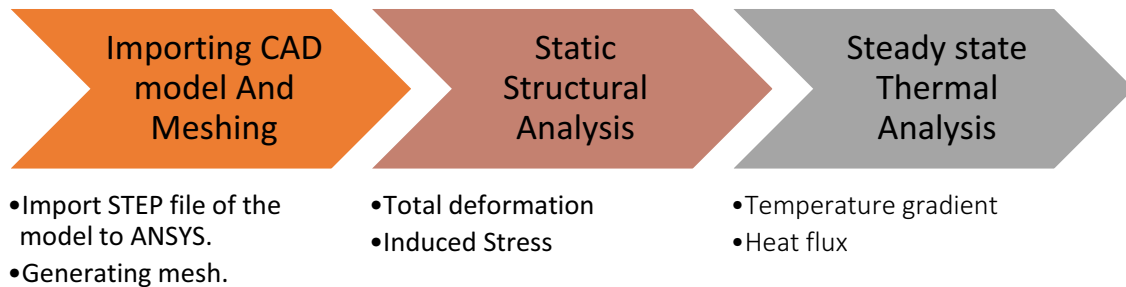 Importing CAD
model And
Meshing
Static
Structural
Analysis
Steady state
Thermal
Analysis
•Import STEP file of the
model to ANSYS.
•Generating mesh.
•Total deformation
•Induced Stress
•Temperature gradient
•Heat flux